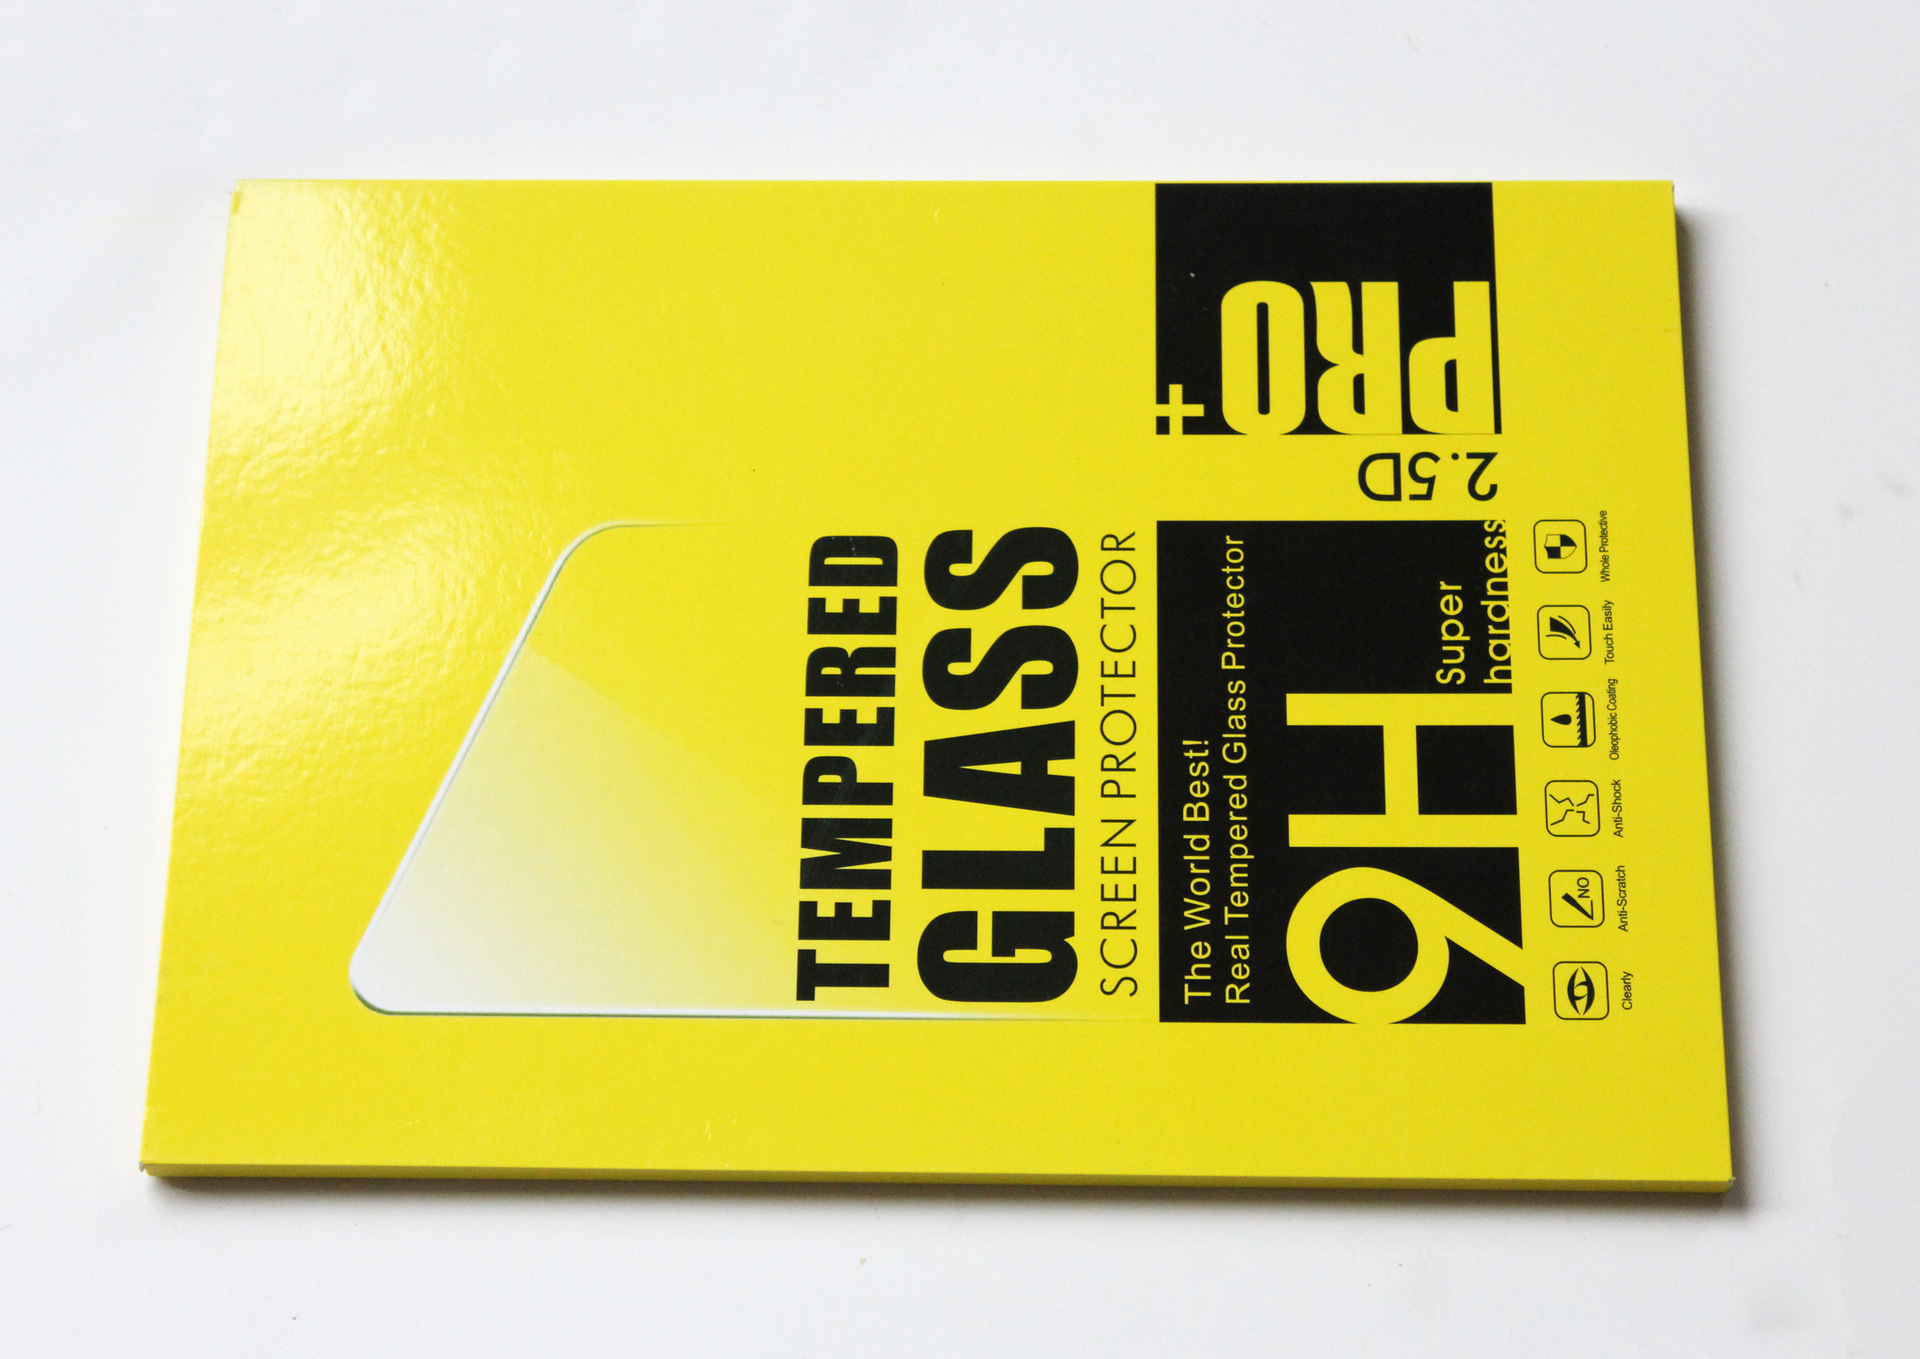 TEMPERED
GLASS
SCREEN PROTECTOR
The World Best!
Real Tempered Glass Protector
9H
Super
hardness
2.5D
PRO+
NO
Clearly
Anti-Scratch
Anti-Shock
Oleophobic Coating
Touch Easily
Whole Protective